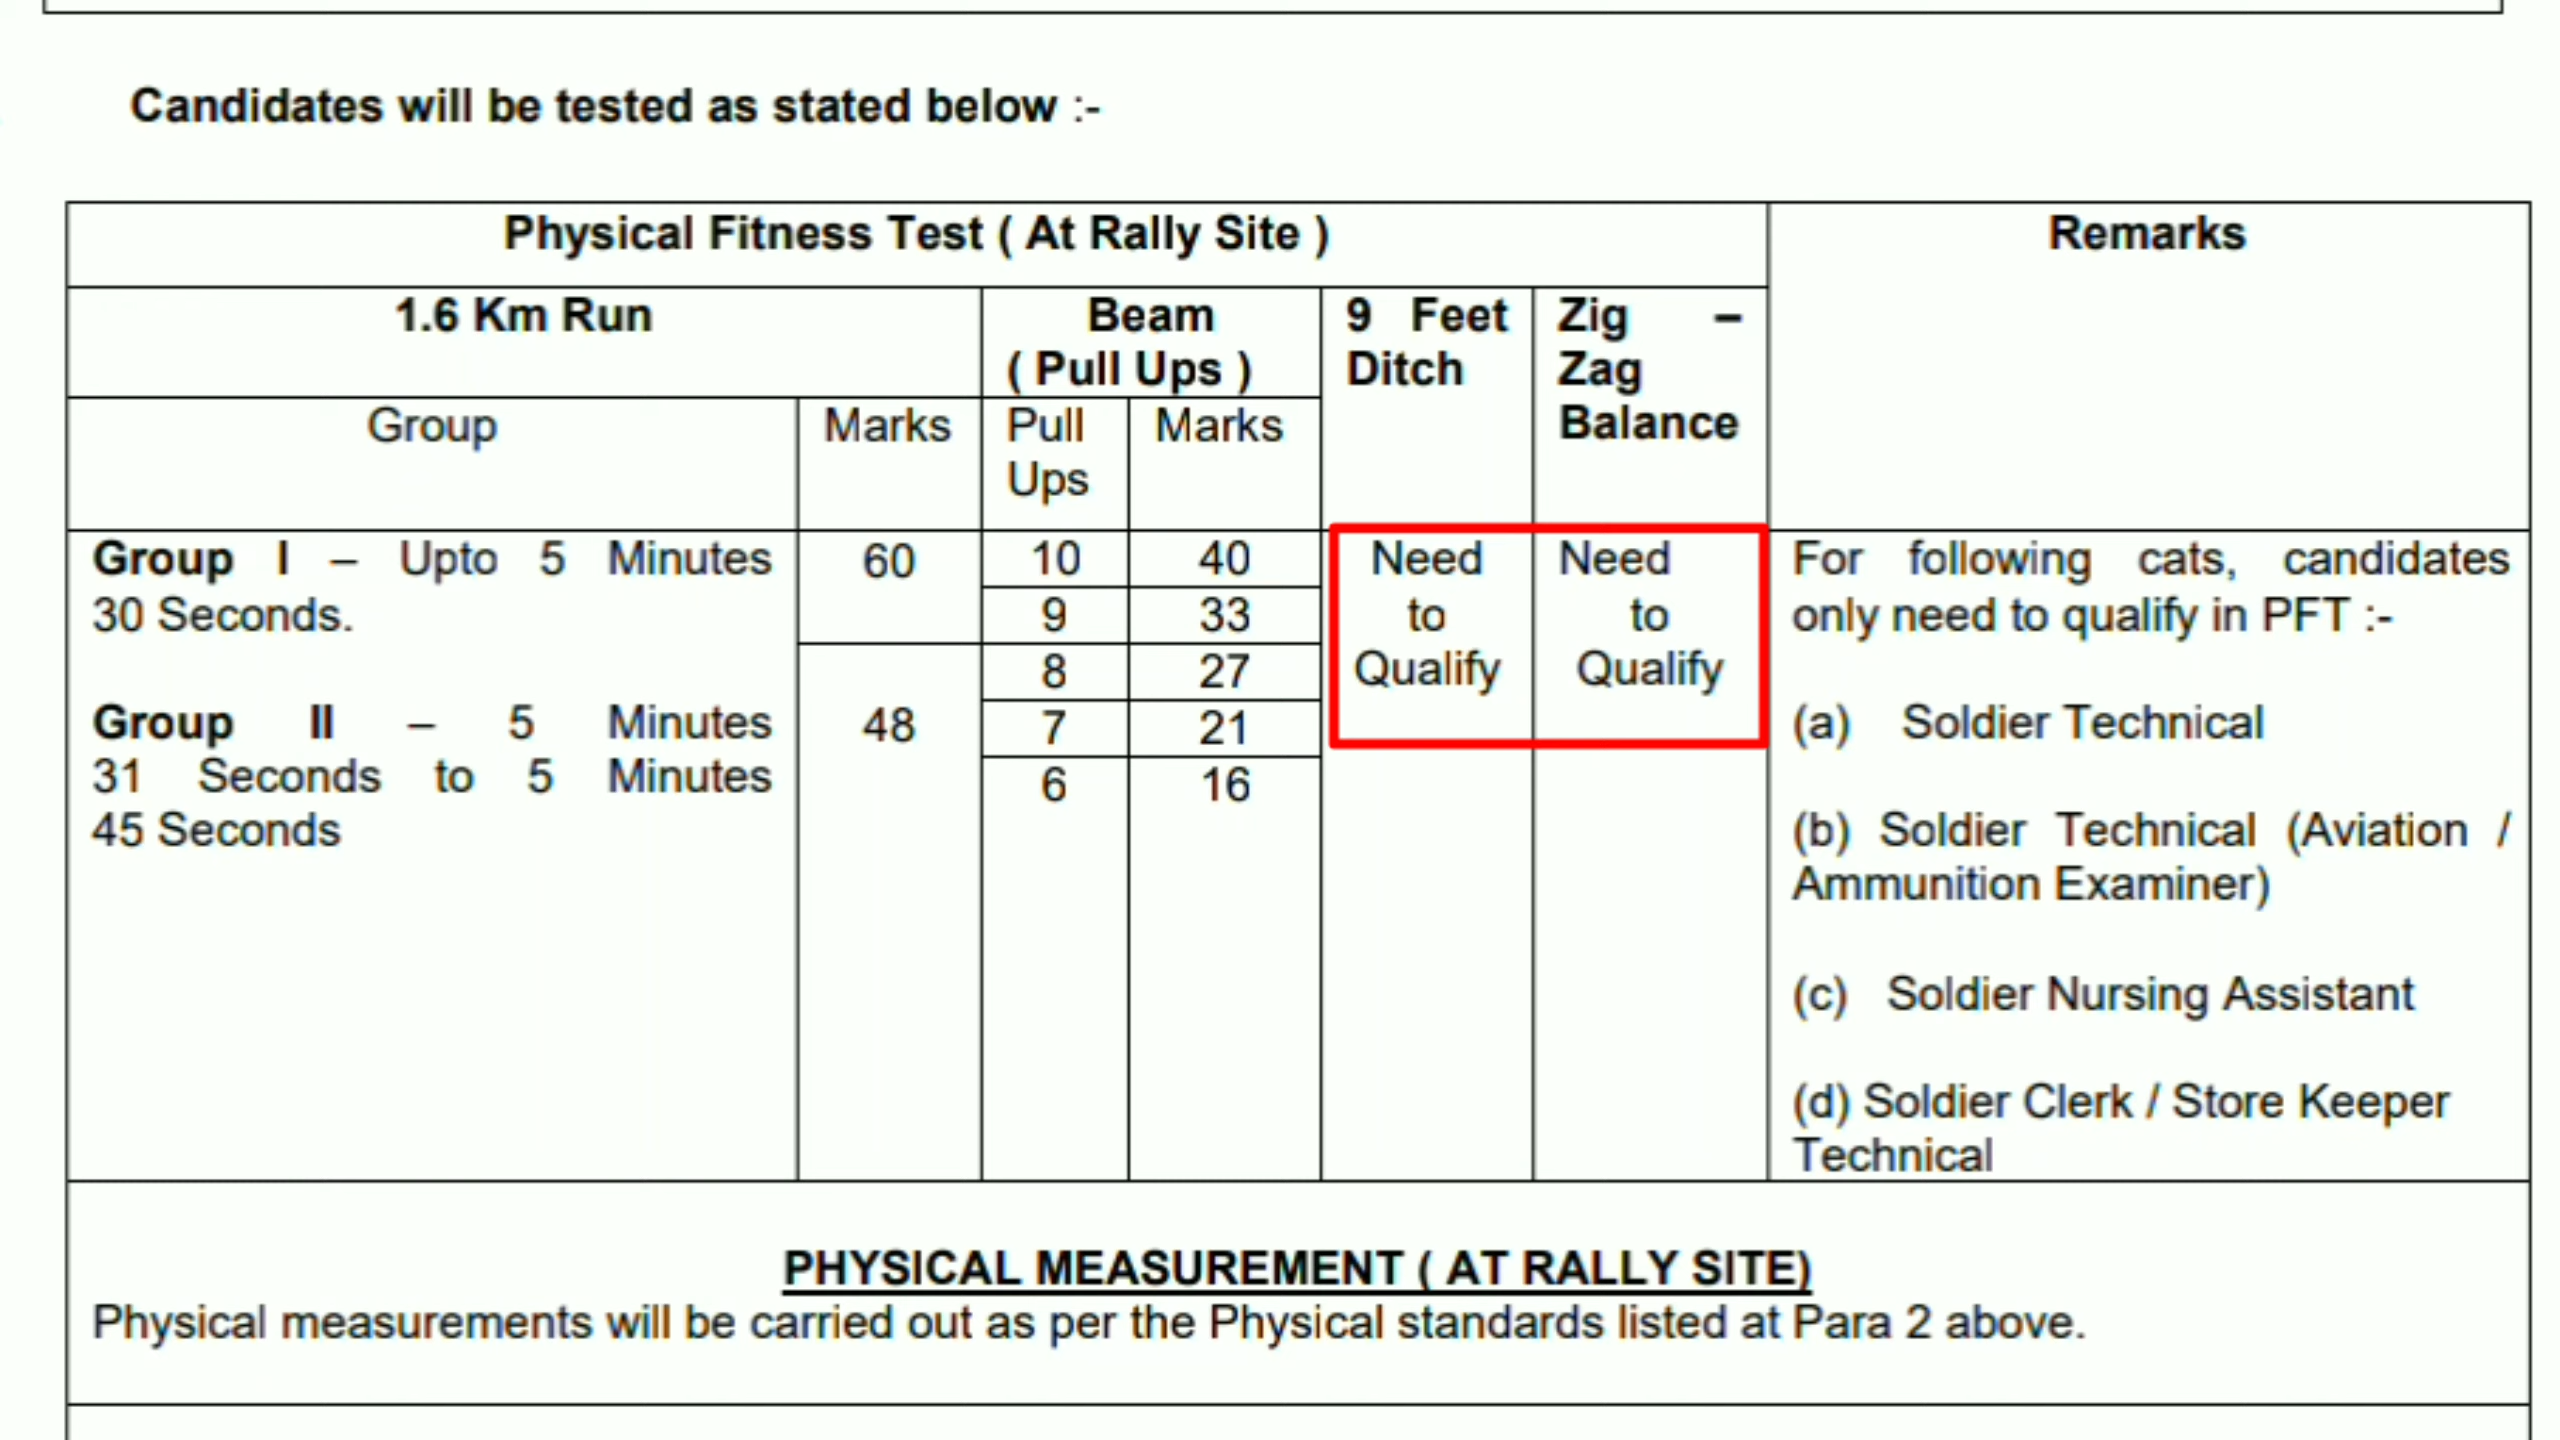 Candidates will be tested as stated below :-
Physical Fitness Test ( At Rally Site )
Remarks
1.6 Km Run
Beam
( Pull Ups )
9 Feet
Ditch
Zig –
Zag
Balance
Group
Marks
Pull
Ups
Marks
Group I – Upto 5 Minutes
30 Seconds.
60
Group II – 5 Minutes
31 Seconds to 5 Minutes
45 Seconds
48
10 40
9 33
8 27
7 21
6 16
Need
to
Qualify
Need
to
Qualify
For following cats, candidates
only need to qualify in PFT :-
(a) Soldier Technical
(b) Soldier Technical (Aviation /
Ammunition Examiner)
(c) Soldier Nursing Assistant
(d) Soldier Clerk / Store Keeper
Technical
PHYSICAL MEASUREMENT ( AT RALLY SITE)
Physical measurements will be carried out as per the Physical standards listed at Para 2 above.